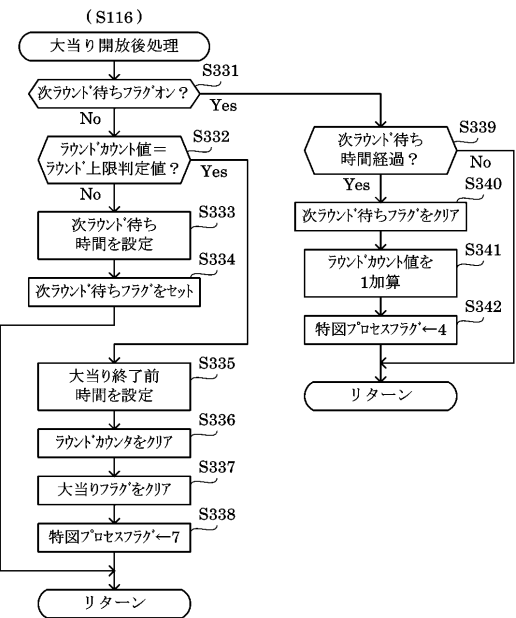 (S116)
大当り開放後処理
次ラウンド待ちフラグオン？
S331
Yes
No
ラウンドカウント値＝
ラウンド上限判定値？
S332
Yes
No
次ラウンド待ち
時間を設定
S333
次ラウンド待ちフラグをセット
S334
大当り終了前
時間を設定
S335
ラウンドカウンタをクリア
S336
大当りフラグをクリア
S337
特図プロセスフラグ←7
S338
リターン
次ラウンド待ち
時間経過？
S339
No
Yes
次ラウンド待ちフラグをクリア
S340
ラウンドカウント値を
1加算
S341
特図プロセスフラグ←4
S342
リターン